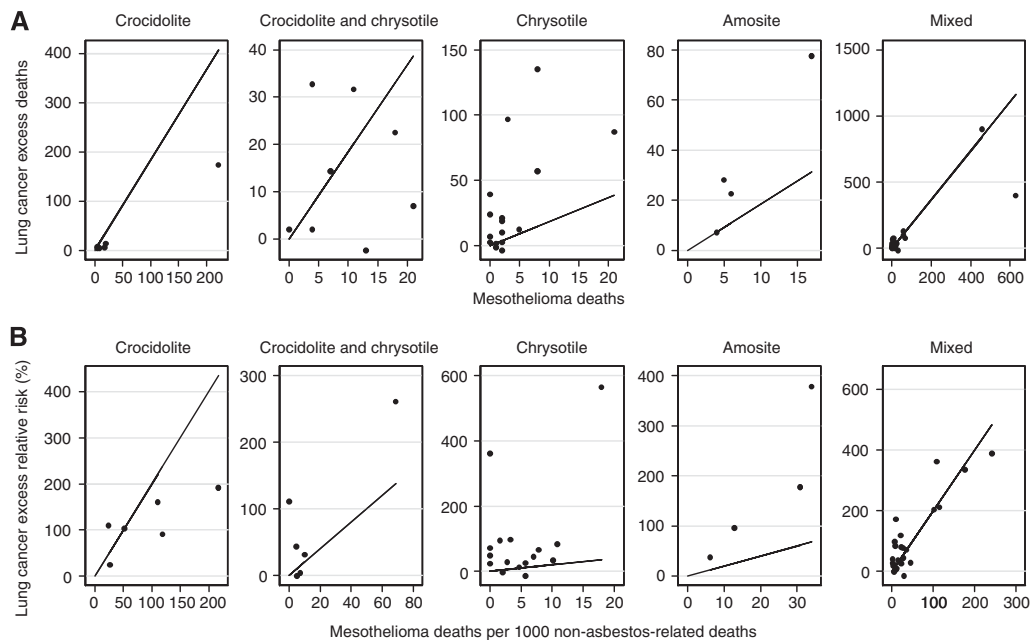 A
Crocidolite
Crocidolite and chrysotile
Chrysotile
Amosite
Mixed
Lung cancer excess deaths
400
300
200
100
0
0 50 100 150 200
40
30
20
10
0
0 5 10 15 20
150
100
50
0
0 5 10 15 20
80
60
40
20
0
0 5 10 15
1500
1000
500
0
0 200 400 600
Mesothelioma deaths
B
Crocidolite
Crocidolite and chrysotile
Chrysotile
Amosite
Mixed
Lung cancer excess relative risk (%)
400
300
200
100
0
0 50 100 150 200
300
200
100
0
0 20 40 60 80
600
400
200
0
0 5 10 15 20
400
300
200
100
0
0 10 20 30
600
400
200
0
0 100 200 300
Mesothelioma deaths per 1000 non-asbestos-related deaths